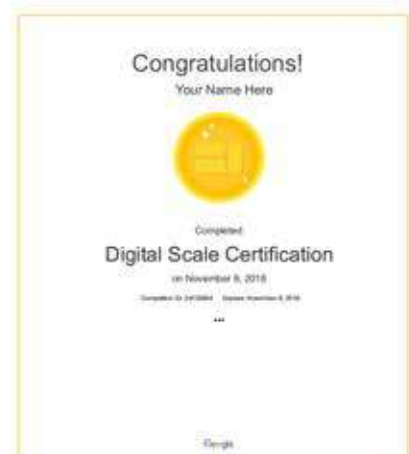 Congratulations!
Your Name Here
Completed
Digital Scale Certification
on November 8, 2018
Google